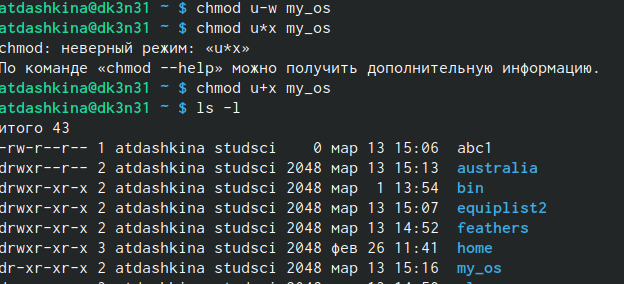 atdashkina@dk3n31 ~ $ chmod u-w my_os
atdashkina@dk3n31 ~ $ chmod u*x my_os
chmod: неверный режим: «u*x»
По команде «chmod --help» можно получить дополнительную информацию.
atdashkina@dk3n31 ~ $ chmod u+x my_os
atdashkina@dk3n31 ~ $ ls -l
итого 43
-rw-r--r-- 1 atdashkina studsci    0 мар 13 15:06  abc1
drwxr--r-- 2 atdashkina studsci 2048 мар 13 15:13  australia
drwxr-xr-x 2 atdashkina studsci 2048 мар  1 13:54  bin
drwxr-xr-x 2 atdashkina studsci 2048 мар 13 15:07  equiplist2
drwxr-xr-x 2 atdashkina studsci 2048 мар 13 14:52  feathers
drwxr-xr-x 3 atdashkina studsci 2048 фев 26 11:41  home
dr-xr-xr x 2 atdashkina studsci 2048 мар 13 15:16  my_os